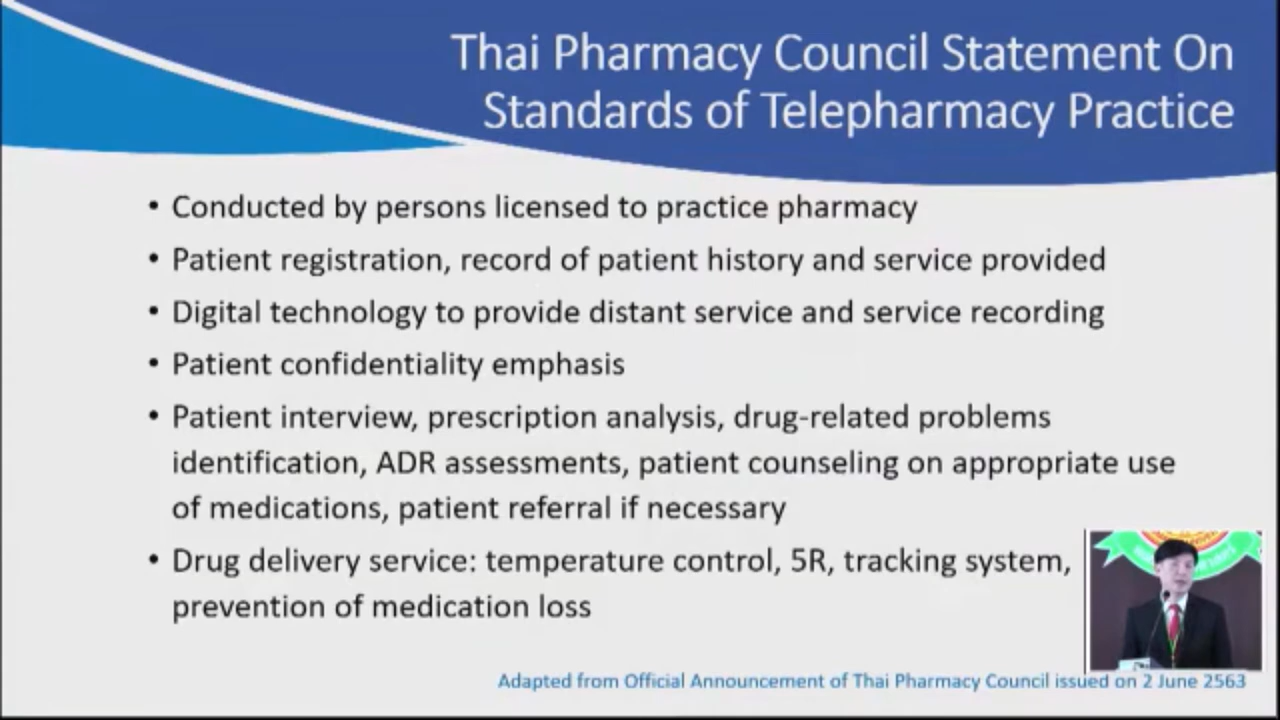 Thai Pharmacy Council Statement On
Standards of Telepharmacy Practice
• Conducted by persons licensed to practice pharmacy
• Patient registration, record of patient history and service provided
• Digital technology to provide distant service and service recording
• Patient confidentiality emphasis
• Patient interview, prescription analysis, drug-related problems
identification, ADR assessments, patient counseling on appropriate use
of medications, patient referral if necessary
• Drug delivery service: temperature control, 5R, tracking system,
prevention of medication loss
Adapted from Official Announcement of Thai Pharmacy Council issued on 2 June 2563